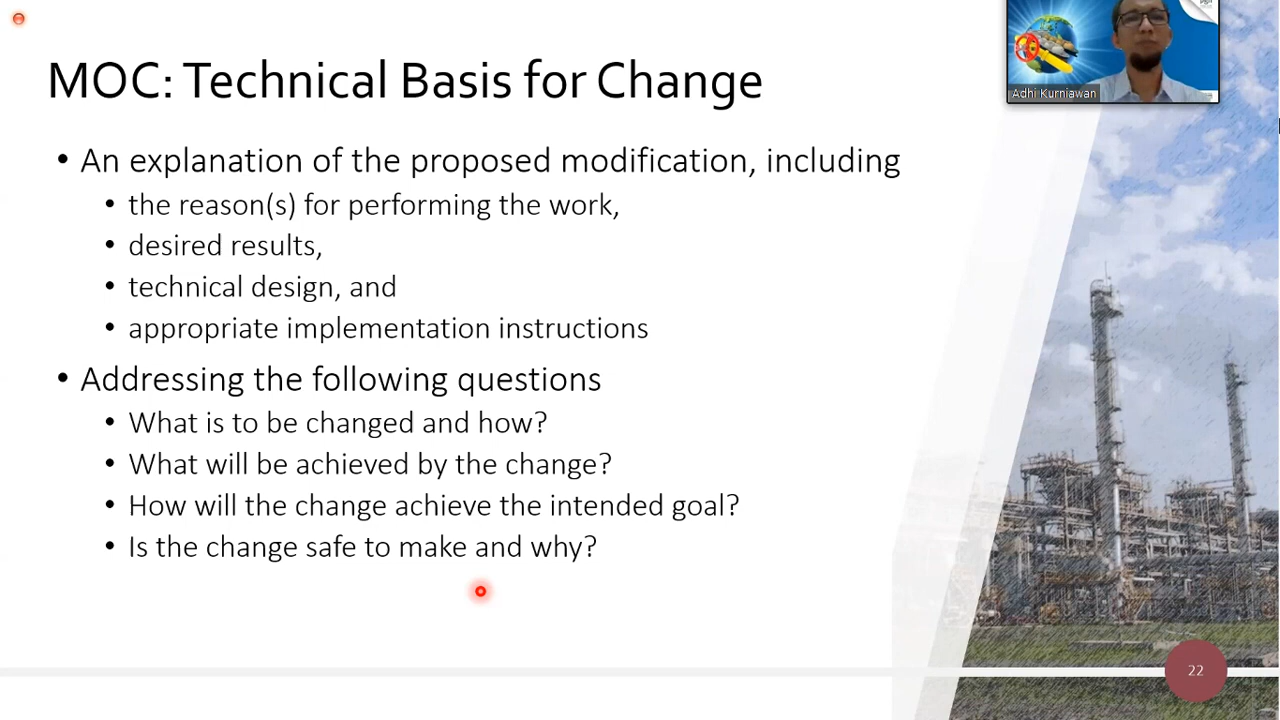 MOC: Technical Basis for Change
Adhi Kurniawan
• An explanation of the proposed modification, including
• the reason(s) for performing the work,
• desired results,
• technical design, and
• appropriate implementation instructions
• Addressing the following questions
• What is to be changed and how?
• What will be achieved by the change?
• How will the change achieve the intended goal?
• Is the change safe to make and why?
22